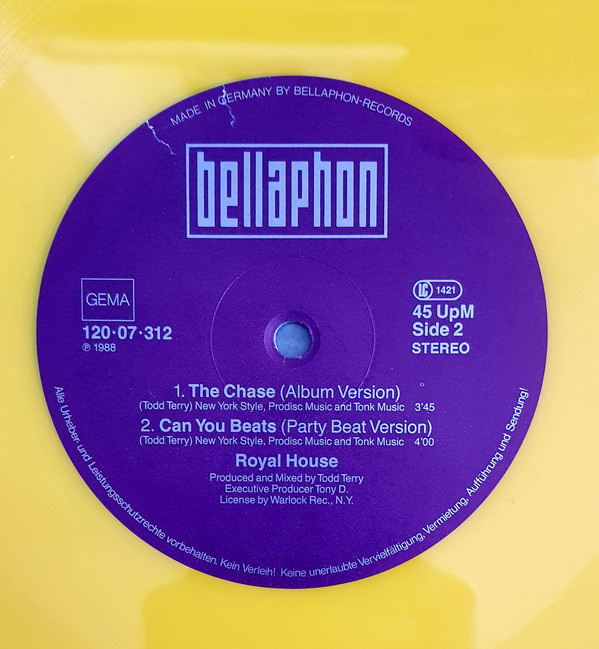 MADE IN GERMANY BY BELLAPHON-RECORDS
bellaphon
GEMA
120·07·312
℗ 1988
LC 1421
45 UpM
Side 2
STEREO
1. The Chase (Album Version)
(Todd Terry) New York Style, Prodisc Music and Tonk Music 3'45
2. Can You Beats (Party Beat Version)
(Todd Terry) New York Style, Prodisc Music and Tonk Music 4'00
Royal House
Produced and Mixed by Todd Terry
Executive Producer Tony D.
License by Warlock Rec., N.Y.
Alle Urheber und Leistungsschutzrechte vorbehalten. Kein Verleih! Keine unerlaubte Vervielfältigung, Vermietung, Aufführung und Sendung!